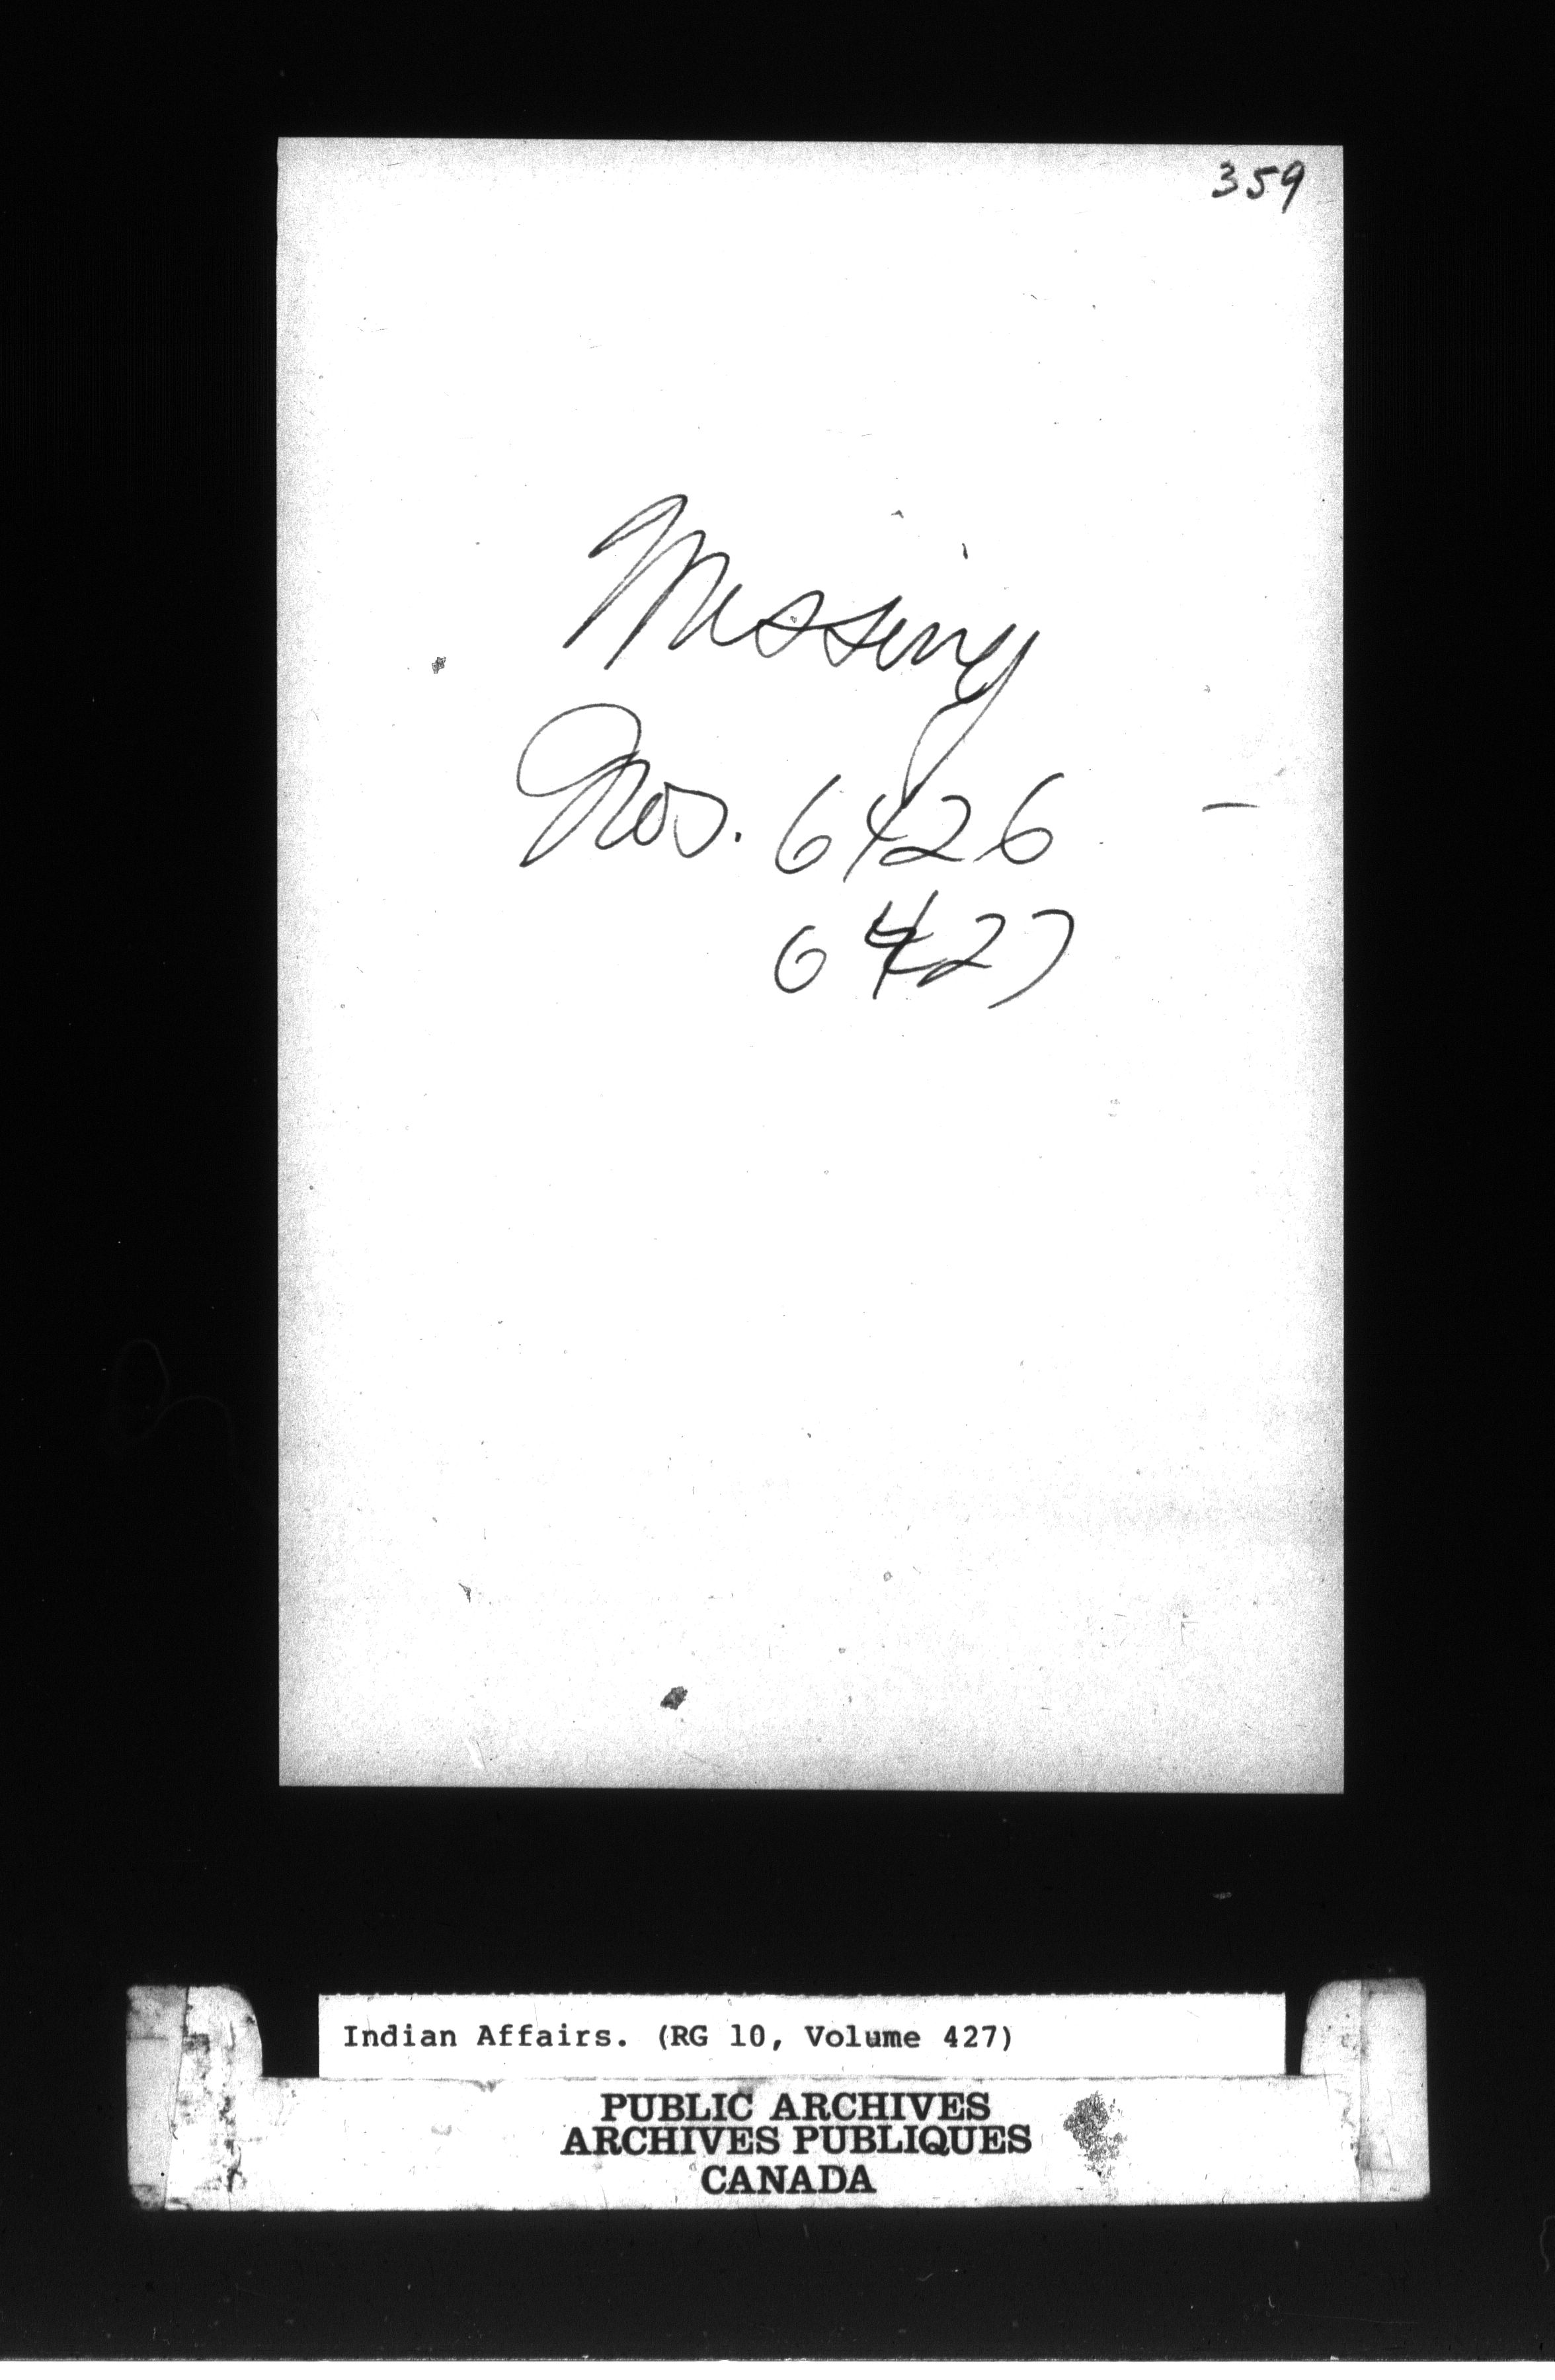 359
Missing
Nos. 6426
6427
Indian Affairs. (RG 10, Volume 427)
PUBLIC ARCHIVES
ARCHIVES PUBLIQUES
CANADA